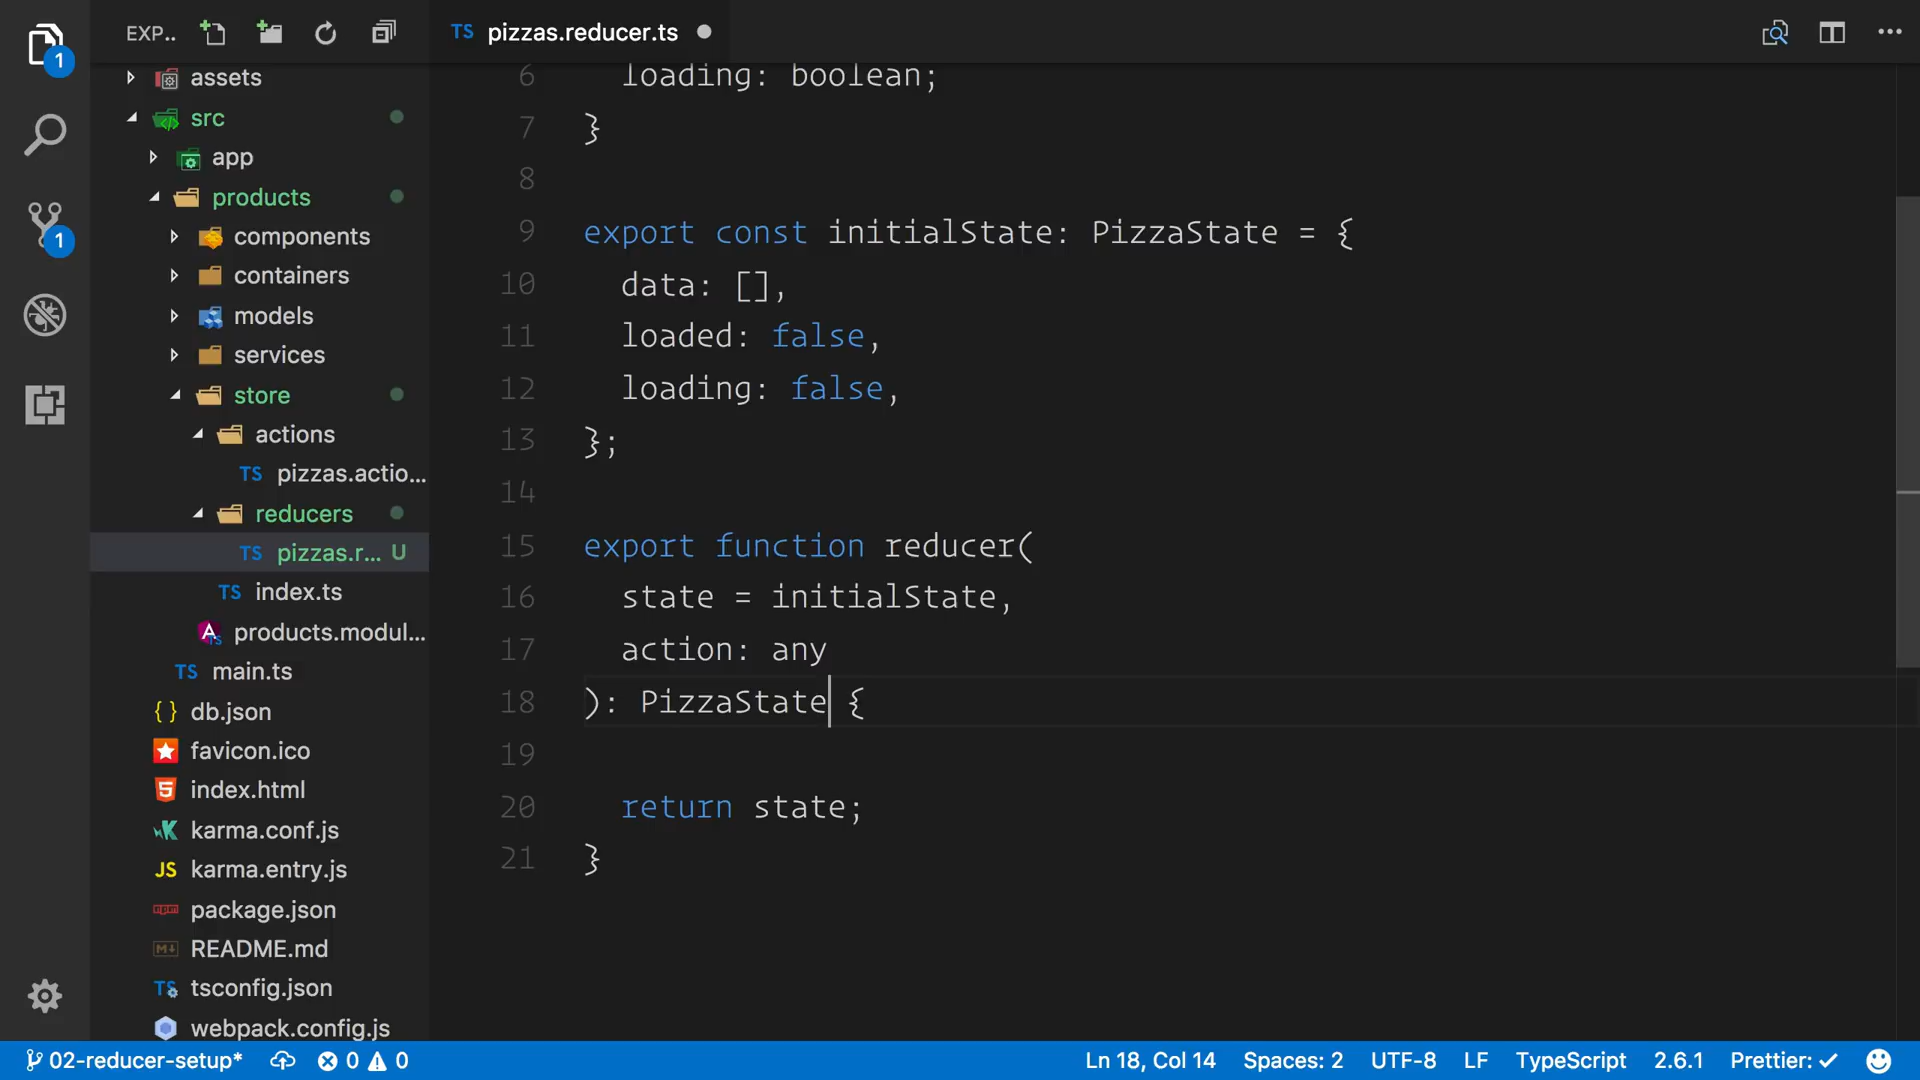 EXP..
TS pizzas.reducer.ts
1
1
assets
src
app
products
components
containers
models
services
store
actions
TS pizzas.actio...
reducers
TS pizzas.r... U
TS index.ts
products.modul...
TS main.ts
{ } db.json
favicon.ico
5 index.html
karma.conf.js
JS karma.entry.js
package.json
M↓ README.md
TS tsconfig.json
webpack.config.js
6 loading: boolean;
7 }
8
9 export const initialState: PizzaState = {
10 data: [],
11 loaded: false,
12 loading: false,
13 };
14
15 export function reducer(
16 state = initialState,
17 action: any
18 ): PizzaState {
19
20 return state;
21 }
02-reducer-setup* 0 0 Ln 18, Col 14 Spaces: 2 UTF-8 LF TypeScript 2.6.1 Prettier: ✓